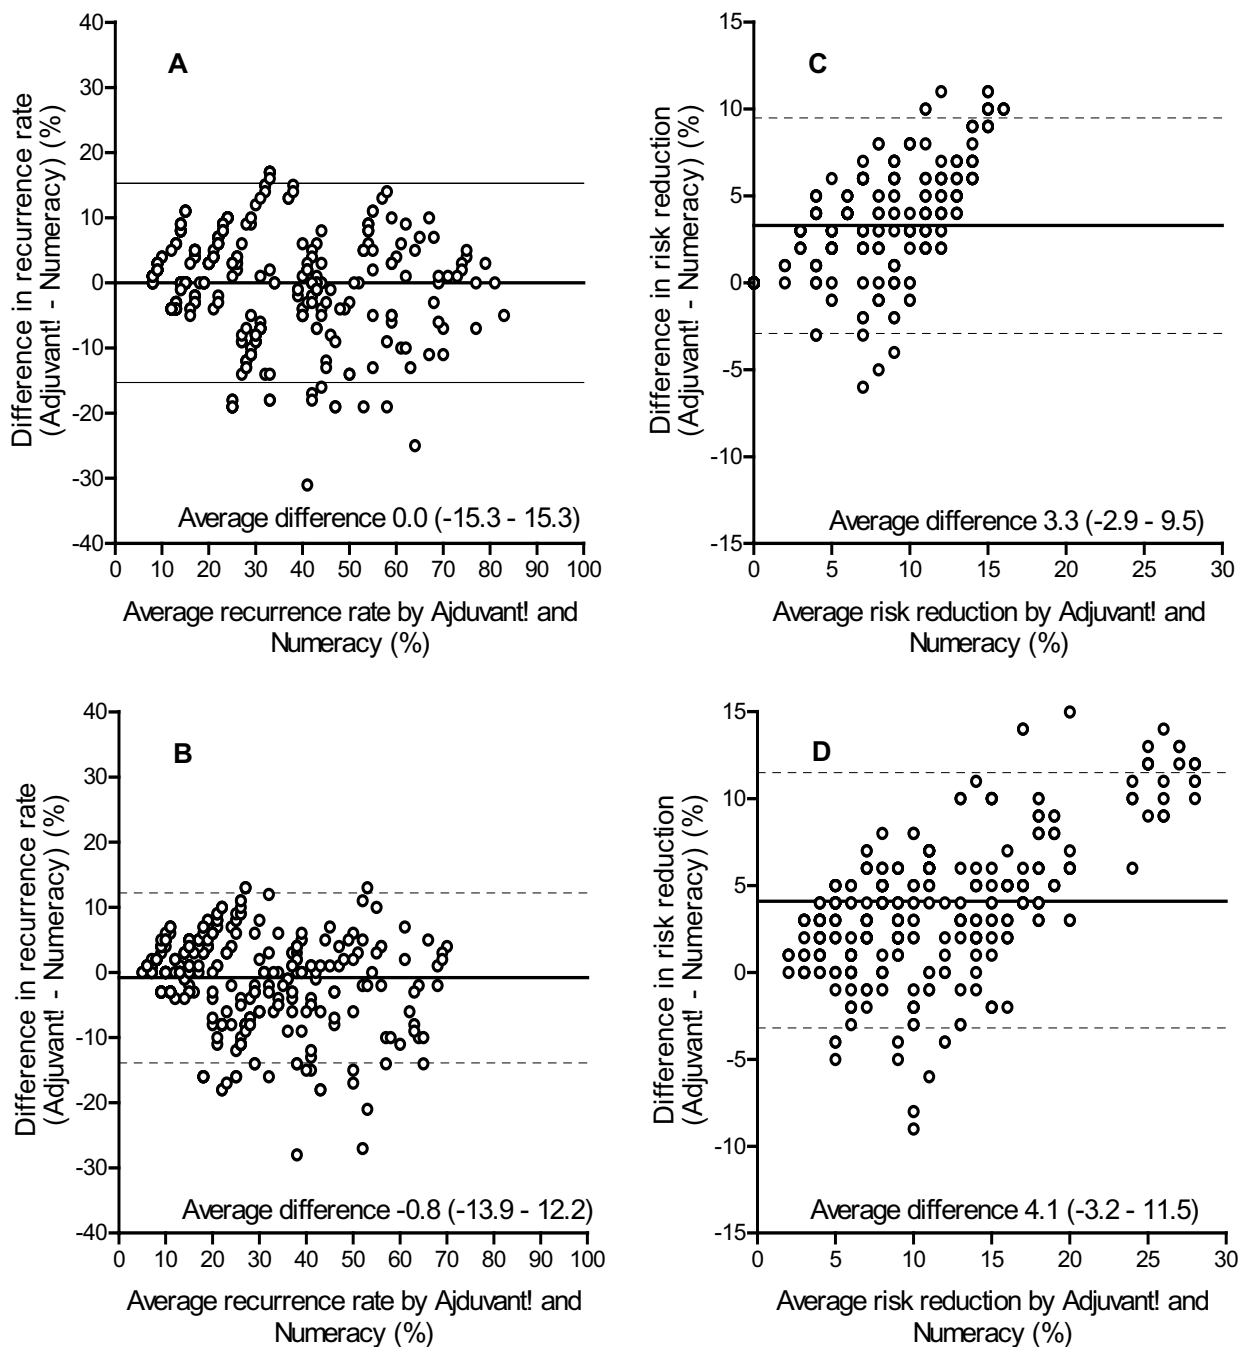 A
Difference in recurrence rate
(Adjuvant! - Numeracy) (%)
40
30
20
10
0
-10
-20
-30
-40
Average difference 0.0 (-15.3 - 15.3)
0 10 20 30 40 50 60 70 80 90 100
Average recurrence rate by Ajduvant! and
Numeracy (%)
C
Difference in risk reduction
(Adjuvant! - Numeracy) (%)
15
10
5
0
-5
-10
-15
Average difference 3.3 (-2.9 - 9.5)
0 5 10 15 20 25 30
Average risk reduction by Adjuvant! and
Numeracy (%)
B
Difference in recurrence rate
(Adjuvant! - Numeracy) (%)
40
30
20
10
0
-10
-20
-30
-40
Average difference -0.8 (-13.9 - 12.2)
0 10 20 30 40 50 60 70 80 90 100
Average recurrence rate by Ajduvant! and
Numeracy (%)
D
Difference in risk reduction
(Adjuvant! - Numeracy) (%)
15
10
5
0
-5
-10
-15
Average difference 4.1 (-3.2 - 11.5)
0 5 10 15 20 25 30
Average risk reduction by Adjuvant! and
Numeracy (%)